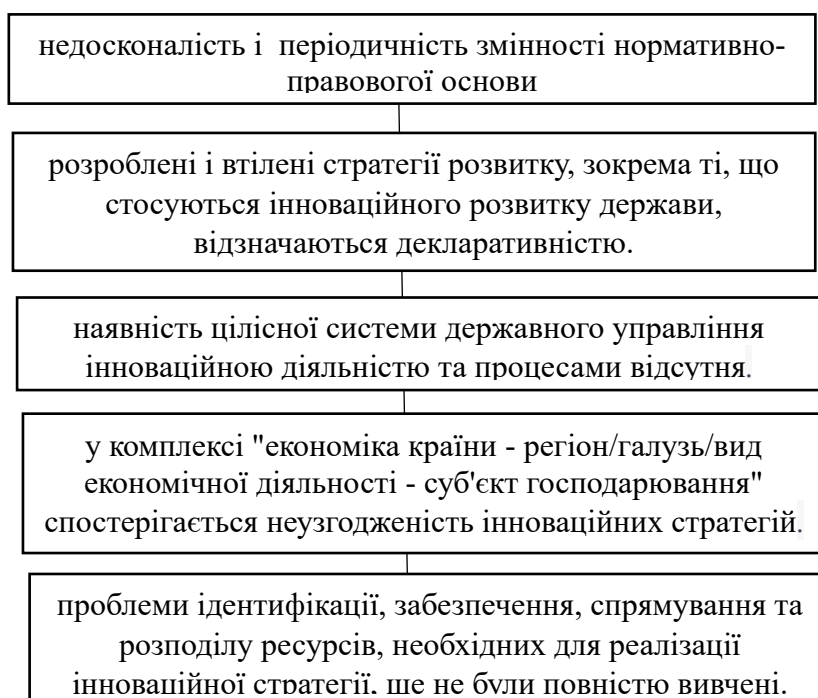 недосконалість і періодичність змінності нормативно-
правового​ї основи
розроблені і втілені стратегії розвитку, зокрема ті, що
стосуються інноваційного розвитку держави,
відзначаються декларативністю.
наявність цілісної системи державного управління
інноваційною діяльністю та процесами відсутня.
у комплексі "економіка країни - регіон/галузь/вид
економічної діяльності - суб'єкт господарювання"
спостерігається неузгодженість інноваційних стратегій.
проблеми ідентифікації, забезпечення, спрямування та
розподілу ресурсів, необхідних для реалізації
інноваційної стратегії, ще не були повністю вивчені.